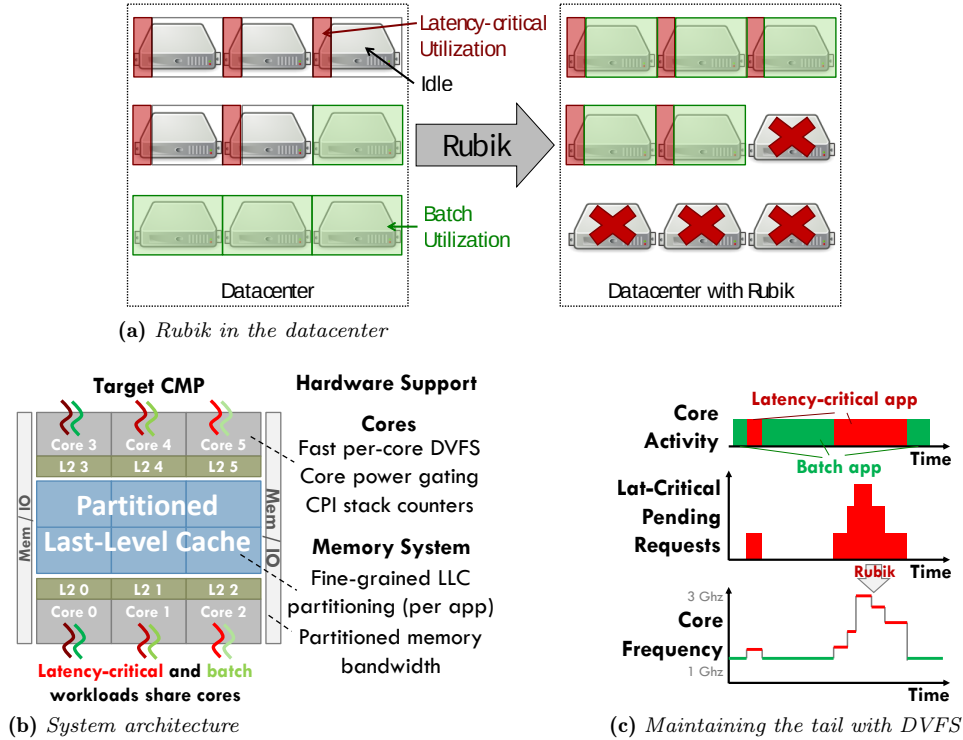 Latency-critical
Utilization
Idle
Rubik
Batch
Utilization
Datacenter
Datacenter with Rubik
(a) Rubik in the datacenter
Target CMP
Core 3
Core 4
Core 5
L2 3
L2 4
L2 5
Mem / IO
Partitioned
Last-Level Cache
Mem / IO
L2 0
L2 1
L2 2
Core 0
Core 1
Core 2
Latency-critical and batch
workloads share cores
Hardware Support
Cores
Fast per-core DVFS
Core power gating
CPI stack counters
Memory System
Fine-grained LLC
partitioning (per app)
Partitioned memory
bandwidth
(b) System architecture
Latency-critical app
Core
Activity
Batch app
Time
Lat-Critical
Pending
Requests
Rubik
Time
3 Ghz
Core
Frequency
1 Ghz
Time
(c) Maintaining the tail with DVFS